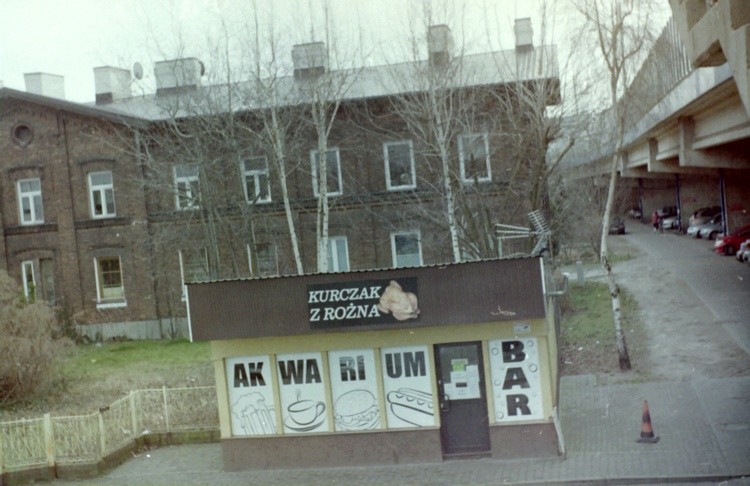 KURCZAK
Z ROŻNA
AK WA RI UM
BAR